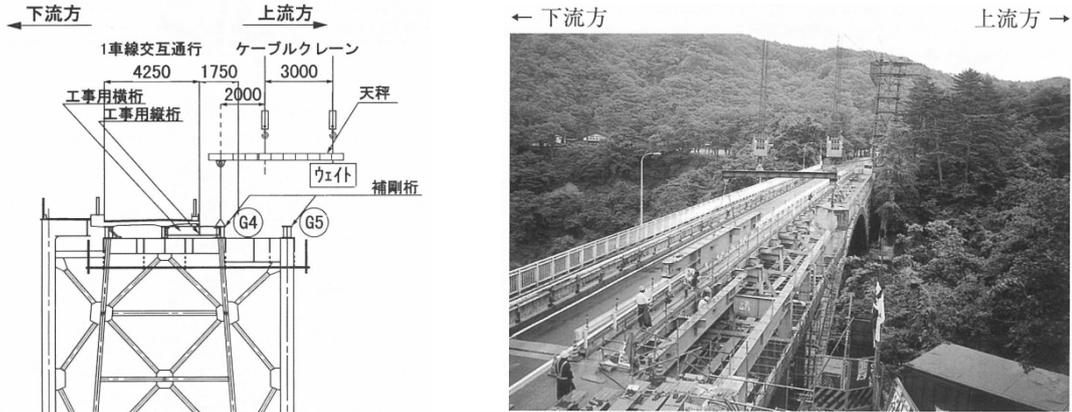 下流方
上流方
1車線交互通行
ケーブルクレーン
4250
1750
3000
2000
工事用横桁
工事用縦桁
天秤
ウェイト
補剛桁
G4
G5
← 下流方
上流方 →